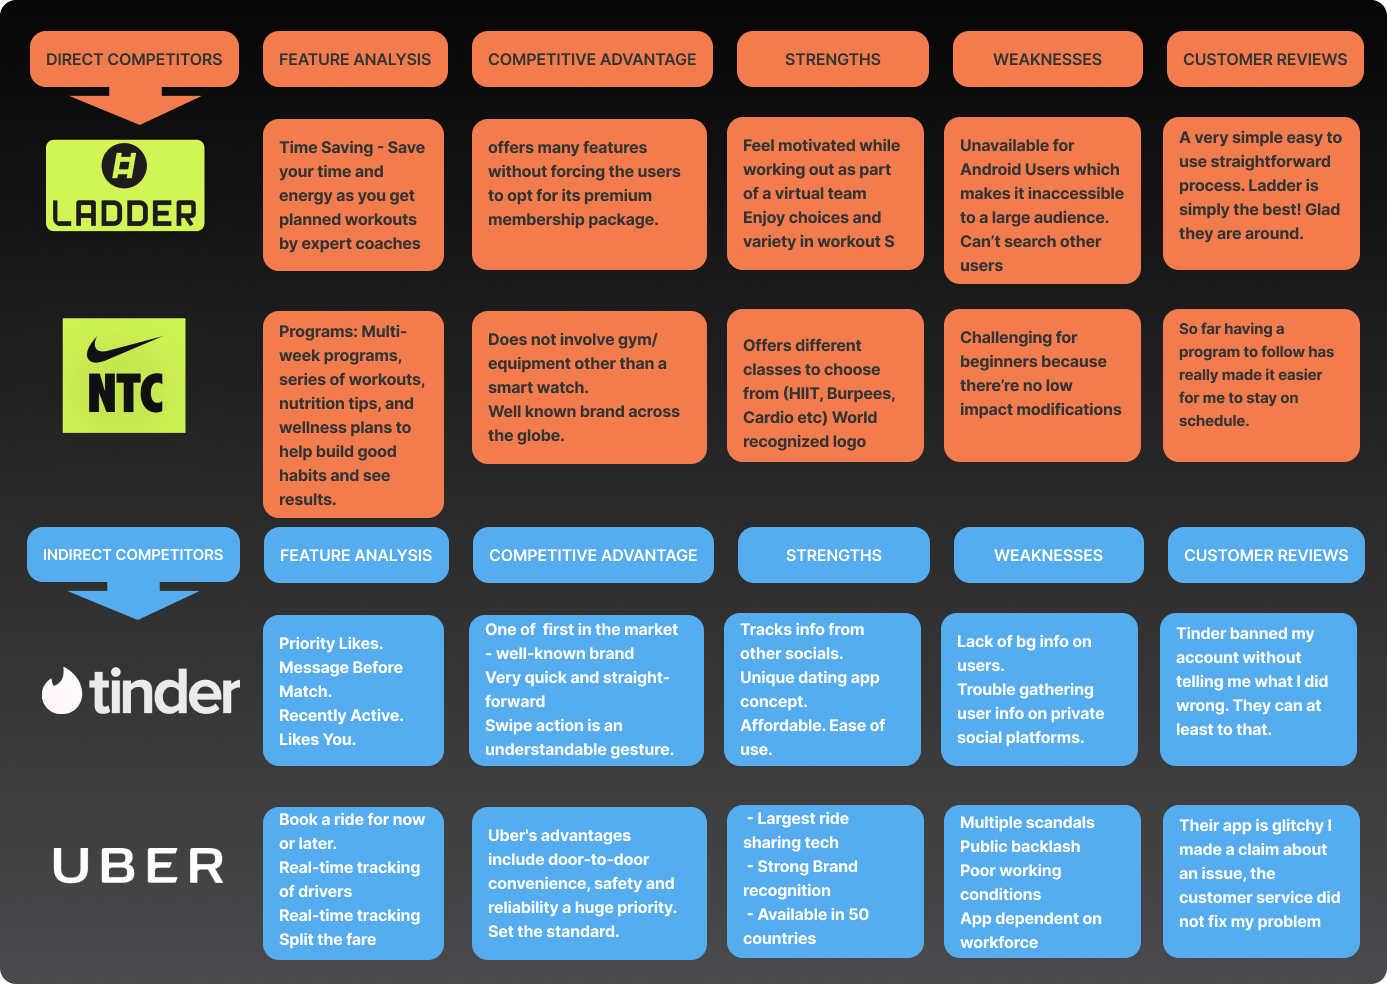 DIRECT COMPETITORS
FEATURE ANALYSIS
COMPETITIVE ADVANTAGE
STRENGTHS
WEAKNESSES
CUSTOMER REVIEWS
LADDER
Time Saving - Save
your time and
energy as you get
planned workouts
by expert coaches
offers many features
without forcing the users
to opt for its premium
membership package.
Feel motivated while
working out as part
of a virtual team
Enjoy choices and
variety in workout S
Unavailable for
Android Users which
makes it inaccessible
to a large audience.
Can't search other
users
A very simple easy to
use straightforward
process. Ladder is
simply the best! Glad
they are around.
NTC
Programs: Multi-
week programs,
series of workouts,
nutrition tips, and
wellness plans to
help build good
habits and see
results.
Does not involve gym/
equipment other than a
smart watch.
Well known brand across
the globe.
Offers different
classes to choose
from (HIIT, Burpees,
Cardio etc) World
recognized logo
Challenging for
beginners because
there're no low
impact modifications
So far having a
program to follow has
really made it easier
for me to stay on
schedule.
INDIRECT COMPETITORS
FEATURE ANALYSIS
COMPETITIVE ADVANTAGE
STRENGTHS
WEAKNESSES
CUSTOMER REVIEWS
tinder
Priority Likes.
Message Before
Match.
Recently Active.
Likes You.
One of  first in the market
- well-known brand
Very quick and straight-
forward
Swipe action is an
understandable gesture.
Tracks info from
other socials.
Unique dating app
concept.
Affordable. Ease of
use.
Lack of bg info on
users.
Trouble gathering
user info on private
social platforms.
Tinder banned my
account without
telling me what I did
wrong. They can at
least to that.
UBER
Book a ride for now
or later.
Real-time tracking
of drivers
Real-time tracking
Split the fare
Uber's advantages
include door-to-door
convenience, safety and
reliability a huge priority.
Set the standard.
- Largest ride
sharing tech
- Strong Brand
recognition
- Available in 50
countries
Multiple scandals
Public backlash
Poor working
conditions
App dependent on
workforce
Their app is glitchy I
made a claim about
an issue, the
customer service did
not fix my problem